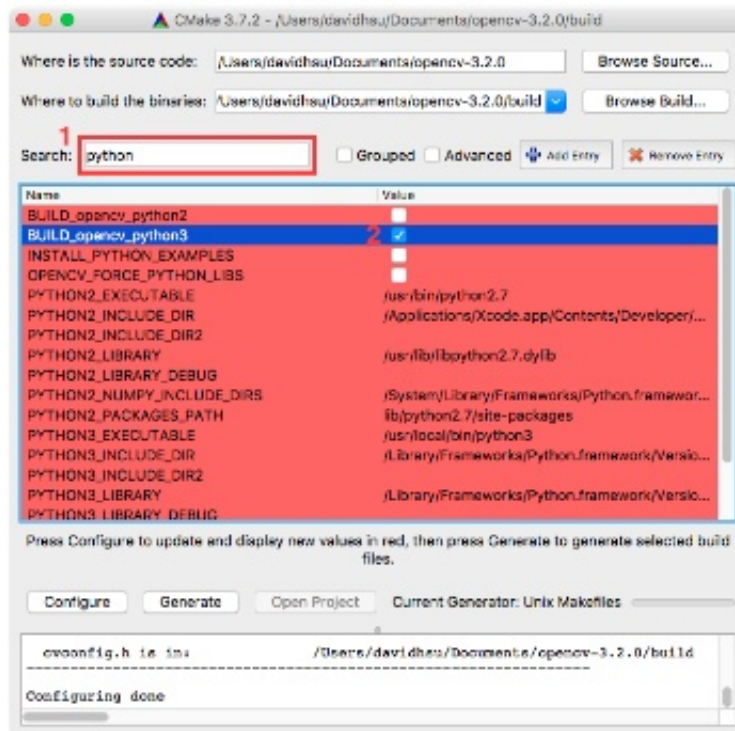 CMake 3.7.2 - /Users/davidhsu/Documents/opencv-3.2.0/build
Where is the source code: /Users/davidhsu/Documents/opencv-3.2.0 Browse Source...
Where to build the binaries: /Users/davidhsu/Documents/opencv-3.2.0/build Browse Build...
1
Search: python Grouped Advanced Add Entry Remove Entry
Name Value
BUILD_opencv_python2
BUILD_opencv_python3 2
INSTALL_PYTHON_EXAMPLES
OPENCV_FORCE_PYTHON_LIBS
PYTHON2_EXECUTABLE /usr/bin/python2.7
PYTHON2_INCLUDE_DIR /Applications/Xcode.app/Contents/Developer/...
PYTHON2_INCLUDE_DIR2
PYTHON2_LIBRARY /usr/lib/libpython2.7.dylib
PYTHON2_LIBRARY_DEBUG
PYTHON2_NUMPY_INCLUDE_DIRS /System/Library/Frameworks/Python.framewor...
PYTHON2_PACKAGES_PATH lib/python2.7/site-packages
PYTHON3_EXECUTABLE /usr/local/bin/python3
PYTHON3_INCLUDE_DIR /Library/Frameworks/Python.framework/Versio...
PYTHON3_INCLUDE_DIR2
PYTHON3_LIBRARY /Library/Frameworks/Python.framework/Versio...
PYTHON3_LIBRARY_DEBUG
Press Configure to update and display new values in red, then press Generate to generate selected build
files.
Configure Generate Open Project Current Generator: Unix Makefiles
cvconfig.h is in: /Users/davidhsu/Documents/opencv-3.2.0/build
Configuring done